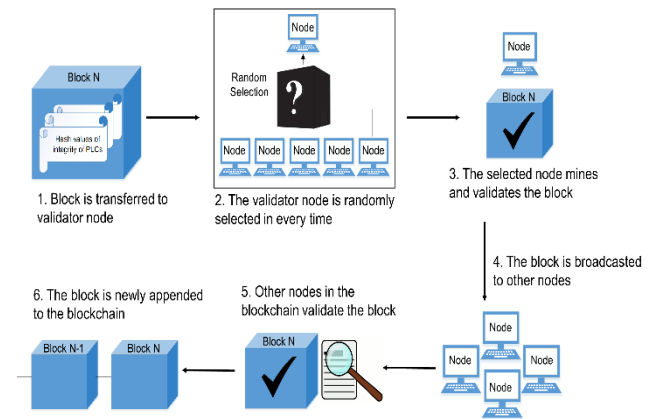 Block N
Hash values of
integrity of PLCs
1. Block is transferred to
validator node
Node
Random
Selection
?
Node
Node
Node
Node
Node
2. The validator node is randomly
selected in every time
Node
Block N
3. The selected node mines
and validates the block
4. The block is broadcasted
to other nodes
Node
Node
Node
Node
5. Other nodes in the
blockchain validate the block
Block N
6. The block is newly appended
to the blockchain
Block N-1
Block N